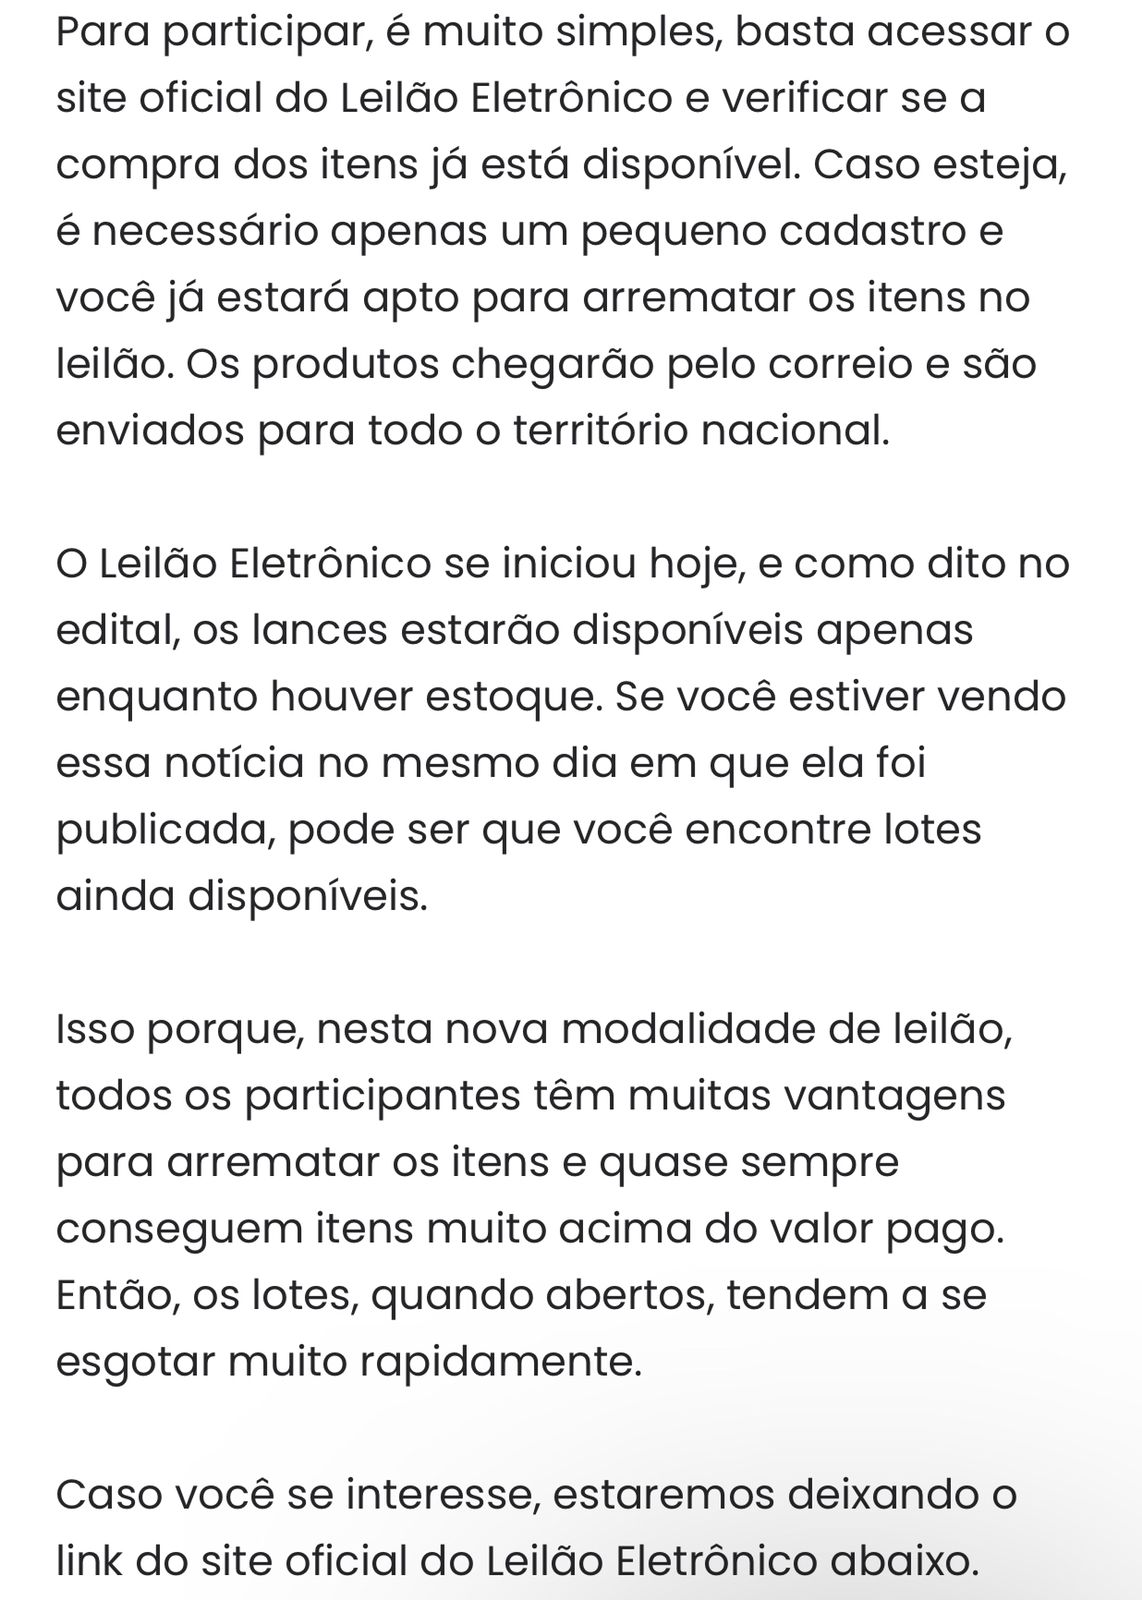 Para participar, é muito simples, basta acessar o
site oficial do Leilão Eletrônico e verificar se a
compra dos itens já está disponível. Caso esteja,
é necessário apenas um pequeno cadastro e
você já estará apto para arrematar os itens no
leilão. Os produtos chegarão pelo correio e são
enviados para todo o território nacional.
O Leilão Eletrônico se iniciou hoje, e como dito no
edital, os lances estarão disponíveis apenas
enquanto houver estoque. Se você estiver vendo
essa notícia no mesmo dia em que ela foi
publicada, pode ser que você encontre lotes
ainda disponíveis.
Isso porque, nesta nova modalidade de leilão,
todos os participantes têm muitas vantagens
para arrematar os itens e quase sempre
conseguem itens muito acima do valor pago.
Então, os lotes, quando abertos, tendem a se
esgotar muito rapidamente.
Caso você se interesse, estaremos deixando o
link do site oficial do Leilão Eletrônico abaixo.